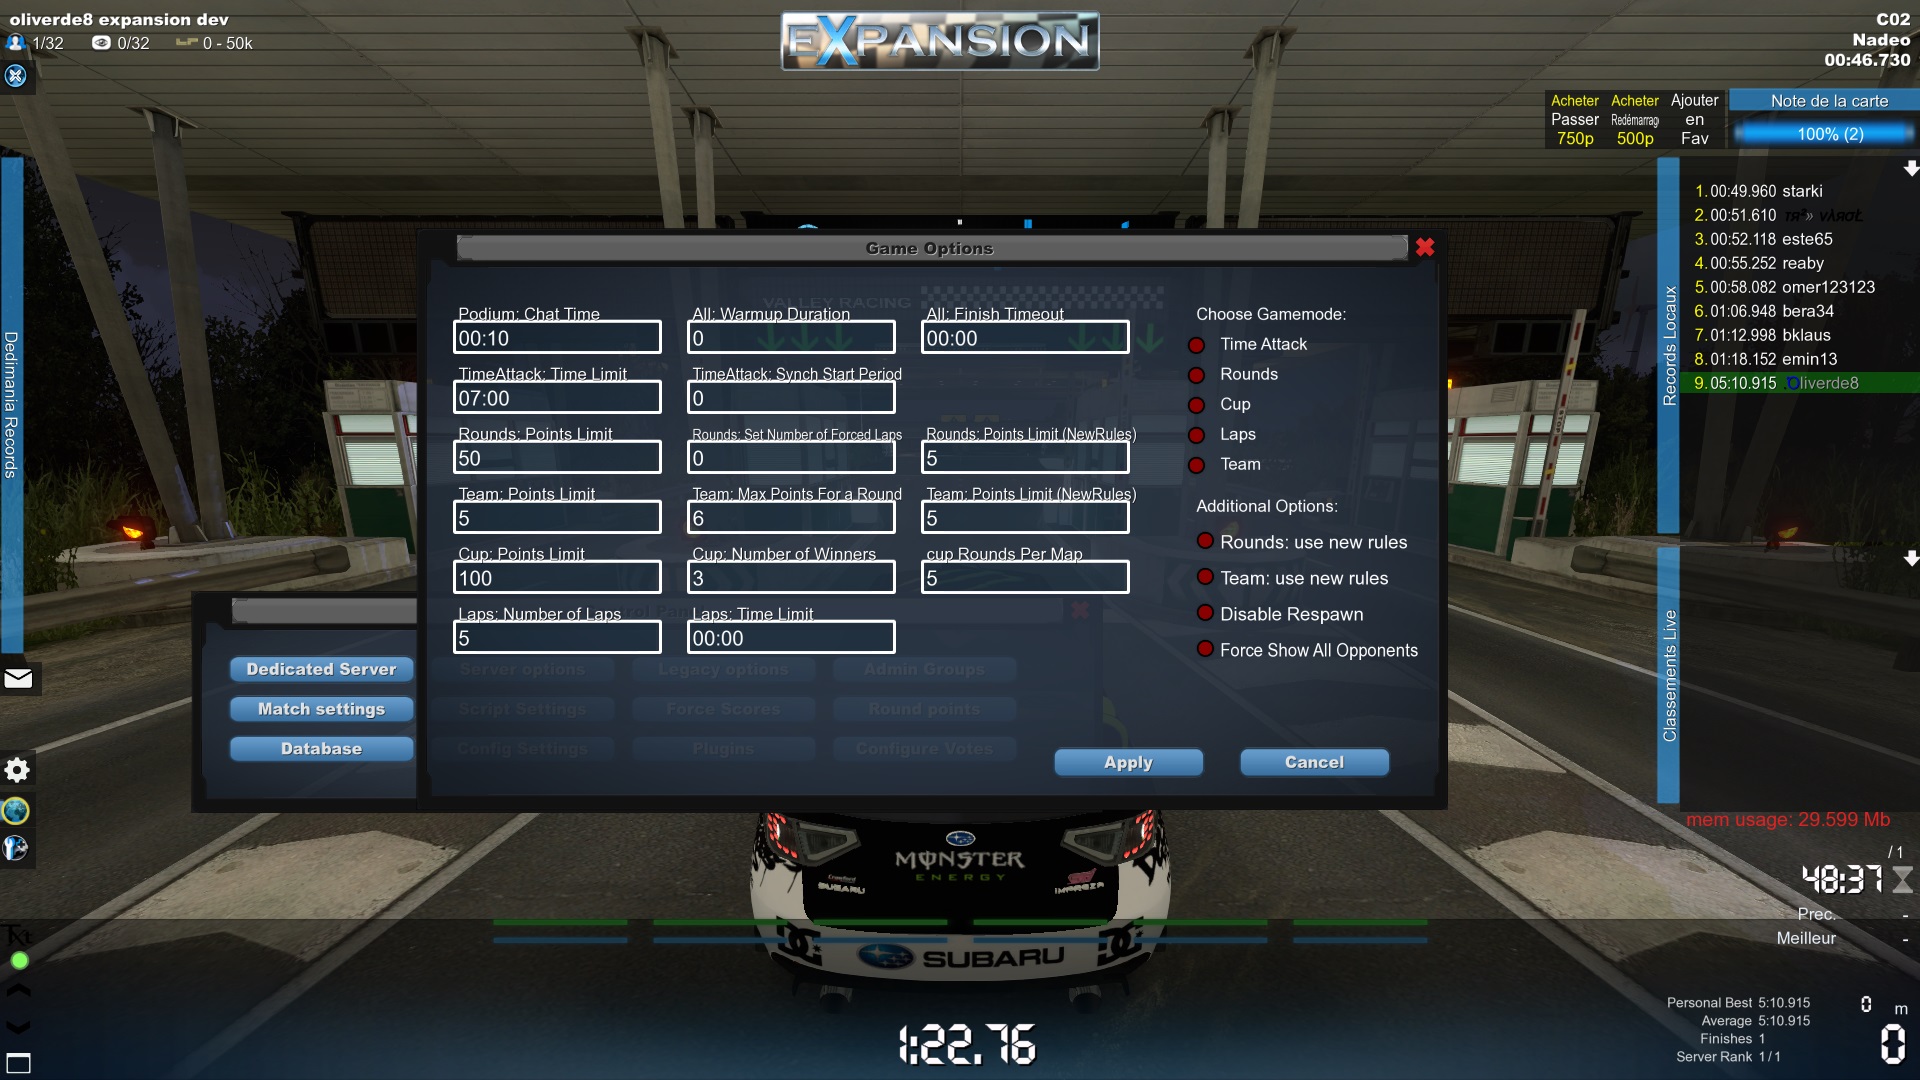 oliverde8 expansion dev
1/32
0/32
0 - 50k
EXPANSION
C02
Nadeo
00:46.730
Acheter
Passer
750p
Acheter
Redémarrage
500p
Ajouter
en
Fav
Note de la carte
100% (2)
Dedimania Records
Records Locaux
1. 00:49.960 starki
2. 00:51.610
3. 00:52.118 este65
4. 00:55.252 reaby
5. 00:58.082 omer123123
6. 01:06.948 bera34
7. 01:12.998 bklaus
8. 01:18.152 emin13
9. 05:10.915 .Oliverde8
Game Options
VALLEY RACING
Podium: Chat Time
00:10
All: Warmup Duration
0
All: Finish Timeout
00:00
TimeAttack: Time Limit
07:00
TimeAttack: Synch Start Period
0
Rounds: Points Limit
50
Rounds: Set Number of Forced Laps
0
Rounds: Points Limit (NewRules)
5
Team: Points Limit
5
Team: Max Points For a Round
6
Team: Points Limit (NewRules)
5
Cup: Points Limit
100
Cup: Number of Winners
3
cup Rounds Per Map
5
Laps: Number of Laps
5
Laps: Time Limit
00:00
Choose Gamemode:
Time Attack
Rounds
Cup
Laps
Team
Additional Options:
Rounds: use new rules
Team: use new rules
Disable Respawn
Force Show All Opponents
Apply
Cancel
Dedicated Server
Server options
Legacy options
Admin Groups
Match settings
Script Settings
Force Scores
Round points
Database
Config Settings
Plugins
Configure Votes
Classements Live
mem usage: 29.599 Mb
/ 1
48:37
Prec. -
Meilleur -
MONSTER
ENERGY
SUBARU
IMPREZA
SUBARU
Txt
1:22.76
Personal Best 5:10.915
Average 5:10.915
Finishes 1
Server Rank 1 / 1
0 m
0